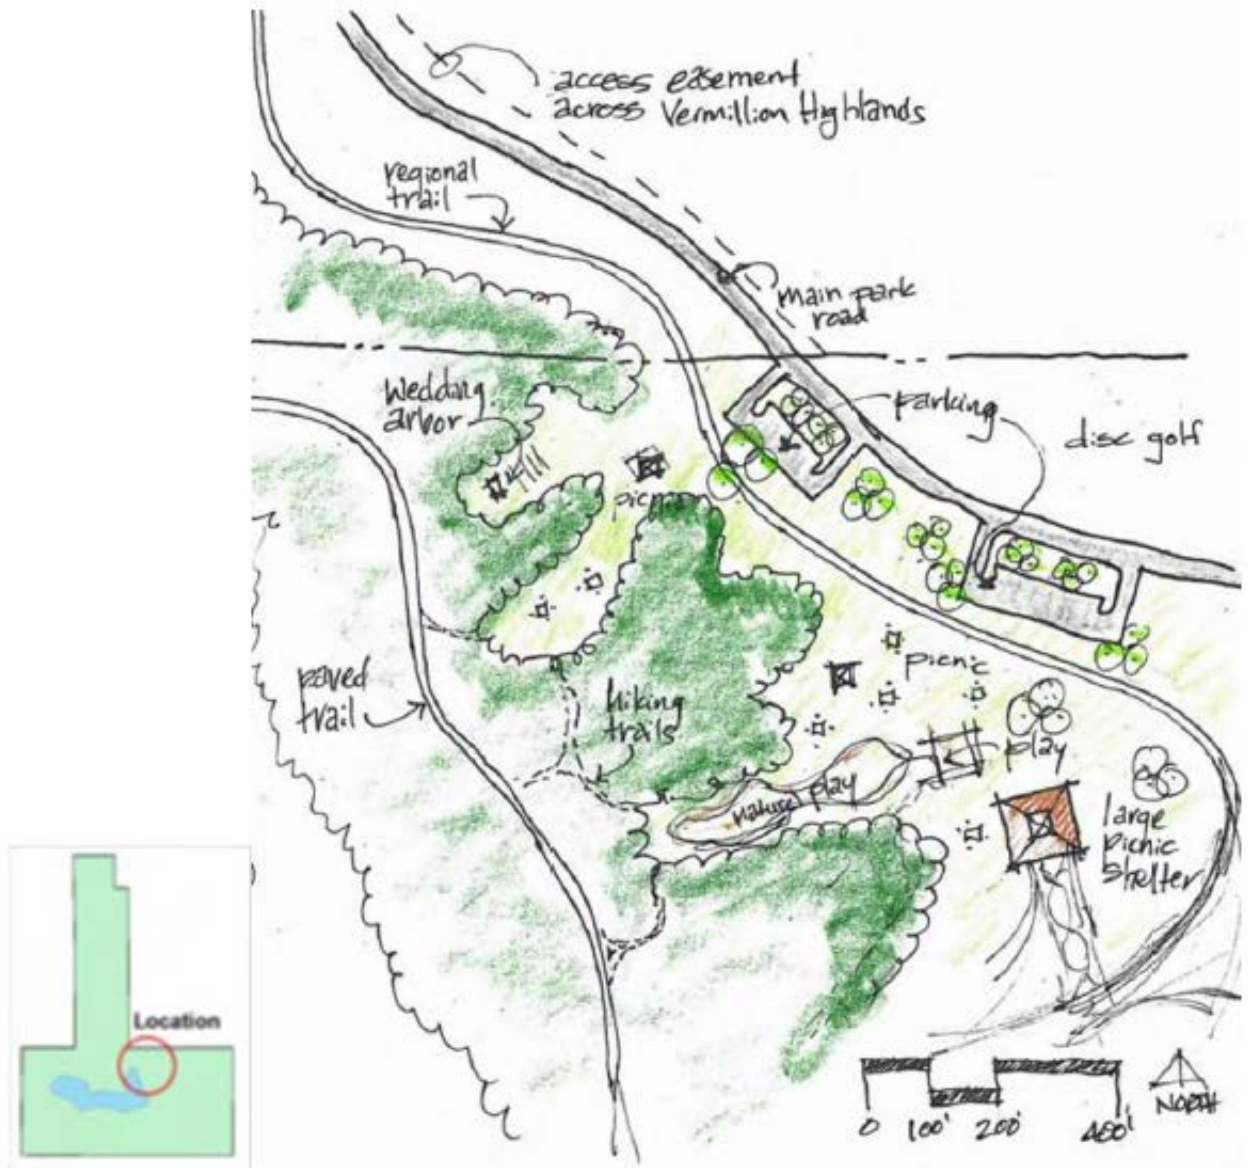 access easement
across Vermillion Highlands
regional
trail
main park
road
Wedding
arbor
parking
disc golf
picnic
paved
trail
hiking
trails
picnic
play
nature play
large
picnic
shelter
Location
0 100' 200' 400'
NORTH